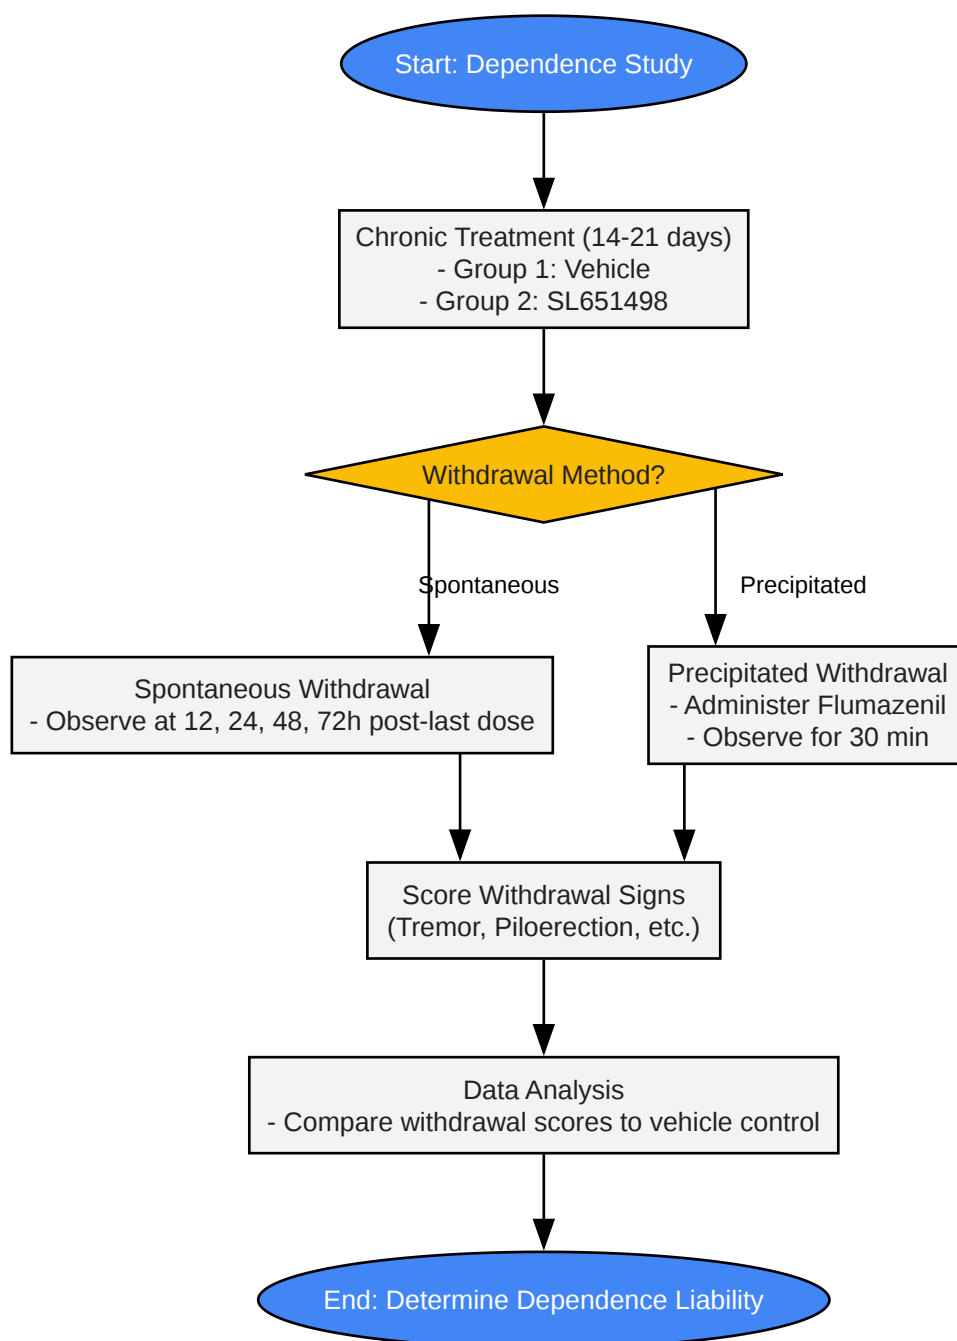 Start: Dependence Study
Chronic Treatment (14-21 days)
- Group 1: Vehicle
- Group 2: SL651498
Withdrawal Method?
Spontaneous
Precipitated
Spontaneous Withdrawal
- Observe at 12, 24, 48, 72h post-last dose
Precipitated Withdrawal
- Administer Flumazenil
- Observe for 30 min
Score Withdrawal Signs
(Tremor, Piloerection, etc.)
Data Analysis
- Compare withdrawal scores to vehicle control
End: Determine Dependence Liability